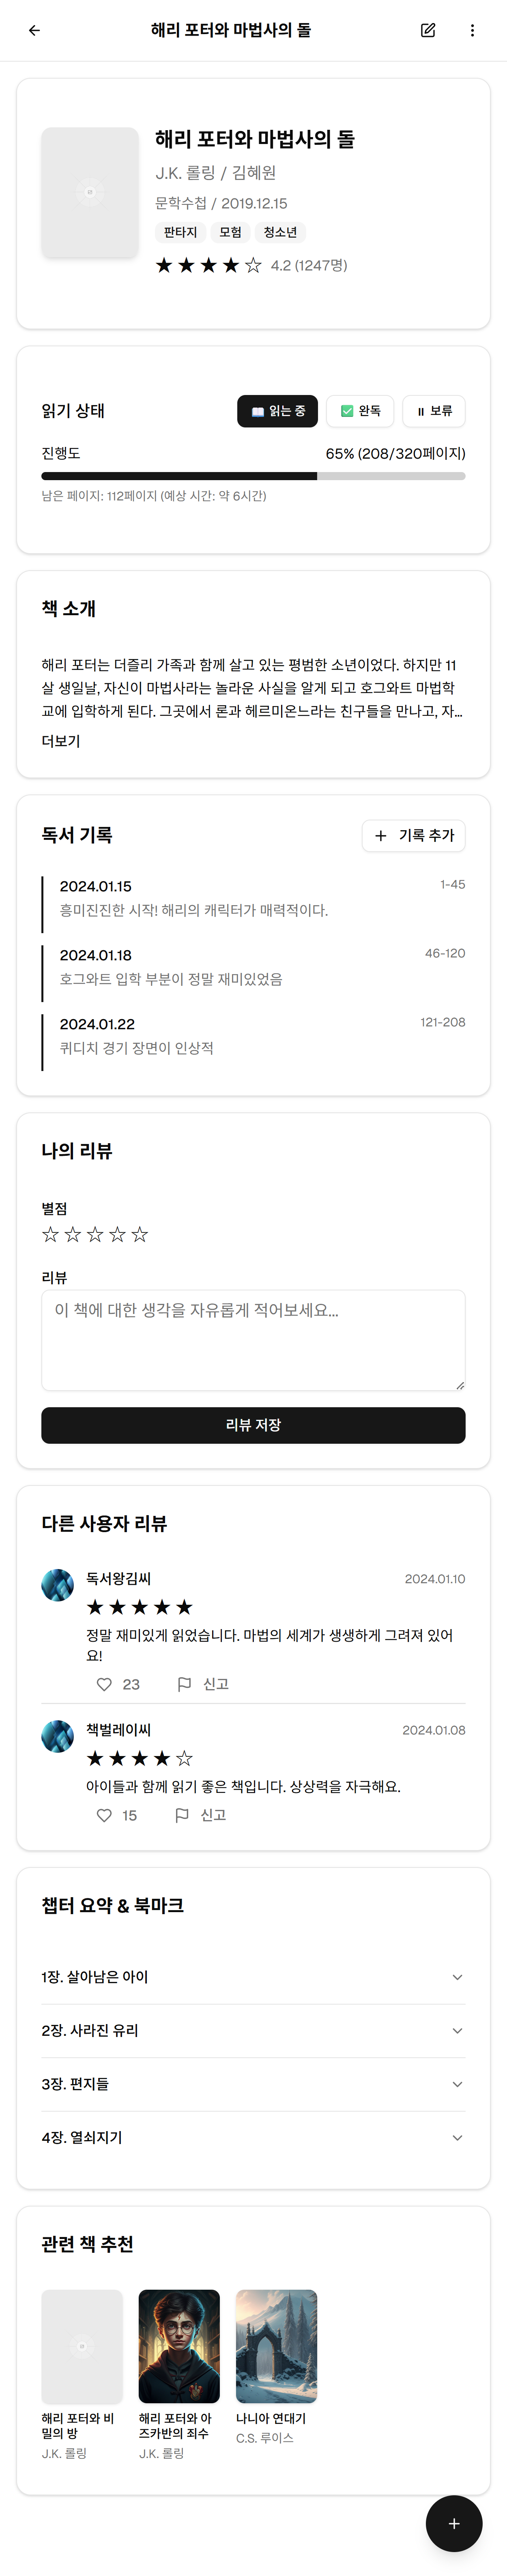 해리 포터와 마법사의 돌
해리 포터와 마법사의 돌
J.K. 롤링 / 김혜원
문학수첩 / 2019.12.15
판타지 모험 청소년
★★★★☆ 4.2 (1247명)
읽기 상태
📖 읽는 중
✅ 완독
⏸ 보류
진행도
65% (208/320페이지)
남은 페이지: 112페이지 (예상 시간: 약 6시간)
책 소개
해리 포터는 더즐리 가족과 함께 살고 있는 평범한 소년이었다. 하지만 11
살 생일날, 자신이 마법사라는 놀라운 사실을 알게 되고 호그와트 마법학
교에 입학하게 된다. 그곳에서 론과 헤르미온느라는 친구들을 만나고, 자...
더보기
독서 기록
+ 기록 추가
2024.01.15
1-45
흥미진진한 시작! 해리의 캐릭터가 매력적이다.
2024.01.18
46-120
호그와트 입학 부분이 정말 재미있었음
2024.01.22
121-208
퀴디치 경기 장면이 인상적
나의 리뷰
별점
☆☆☆☆☆
리뷰
이 책에 대한 생각을 자유롭게 적어보세요...
리뷰 저장
다른 사용자 리뷰
독서왕김씨
2024.01.10
★★★★★
정말 재미있게 읽었습니다. 마법의 세계가 생생하게 그려져 있어
요!
23
신고
책벌레이씨
2024.01.08
★★★★☆
아이들과 함께 읽기 좋은 책입니다. 상상력을 자극해요.
15
신고
챕터 요약 & 북마크
1장. 살아남은 아이
2장. 사라진 유리
3장. 편지들
4장. 열쇠지기
관련 책 추천
해리 포터와 비
밀의 방
J.K. 롤링
해리 포터와 아
즈카반의 죄수
J.K. 롤링
나니아 연대기
C.S. 루이스
+